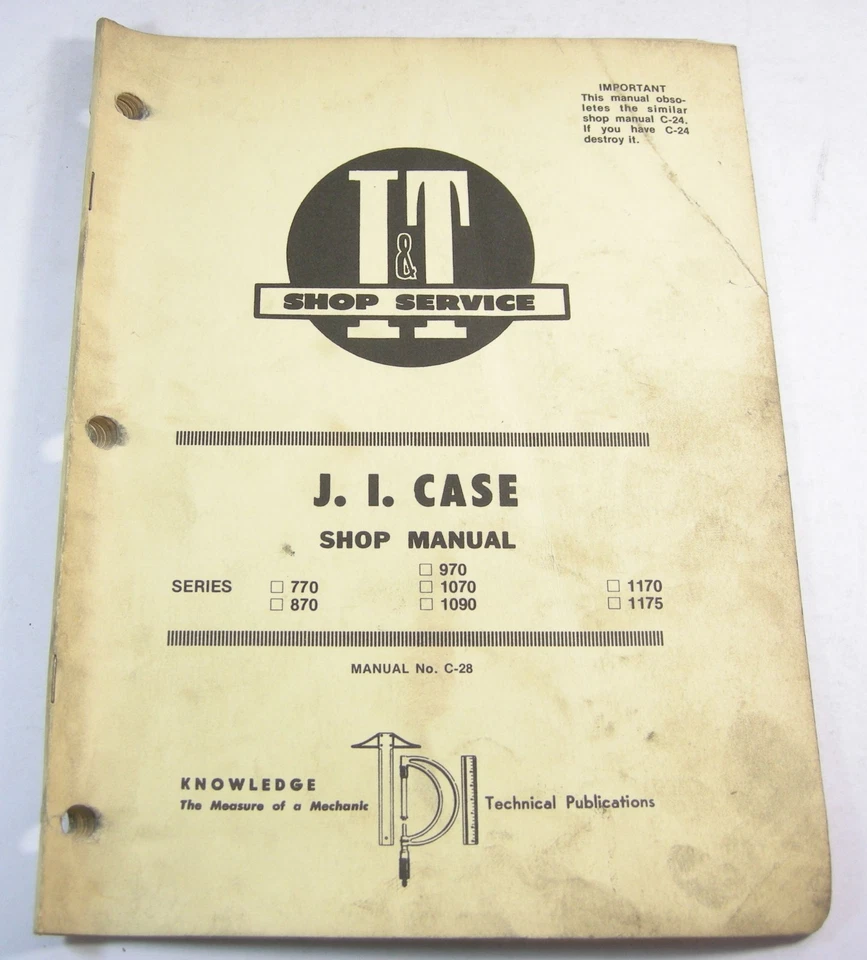 IMPORTANT
This manual obso-
letes the similar
shop manual C-24.
If you have C-24
destroy it.
I&T
SHOP SERVICE
J. I. CASE
SHOP MANUAL
□ 970
SERIES □ 770 □ 1070 □ 1170
□ 870 □ 1090 □ 1175
MANUAL No. C-28
KNOWLEDGE
The Measure of a Mechanic TPI Technical Publications